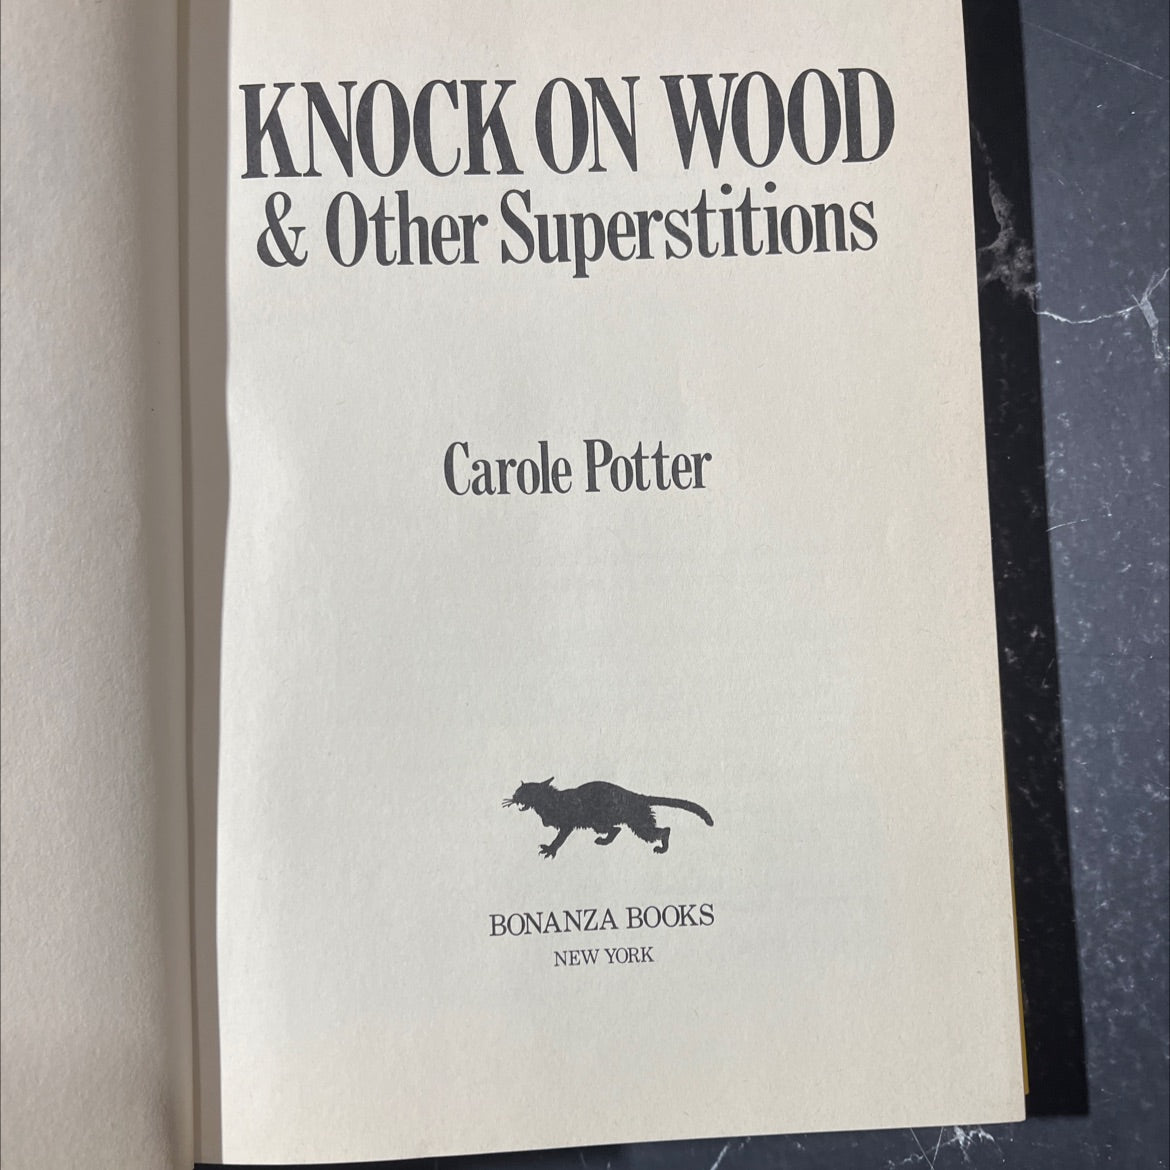 KNOCK ON WOOD
& Other Superstitions
Carole Potter
BONANZA BOOKS
NEW YORK